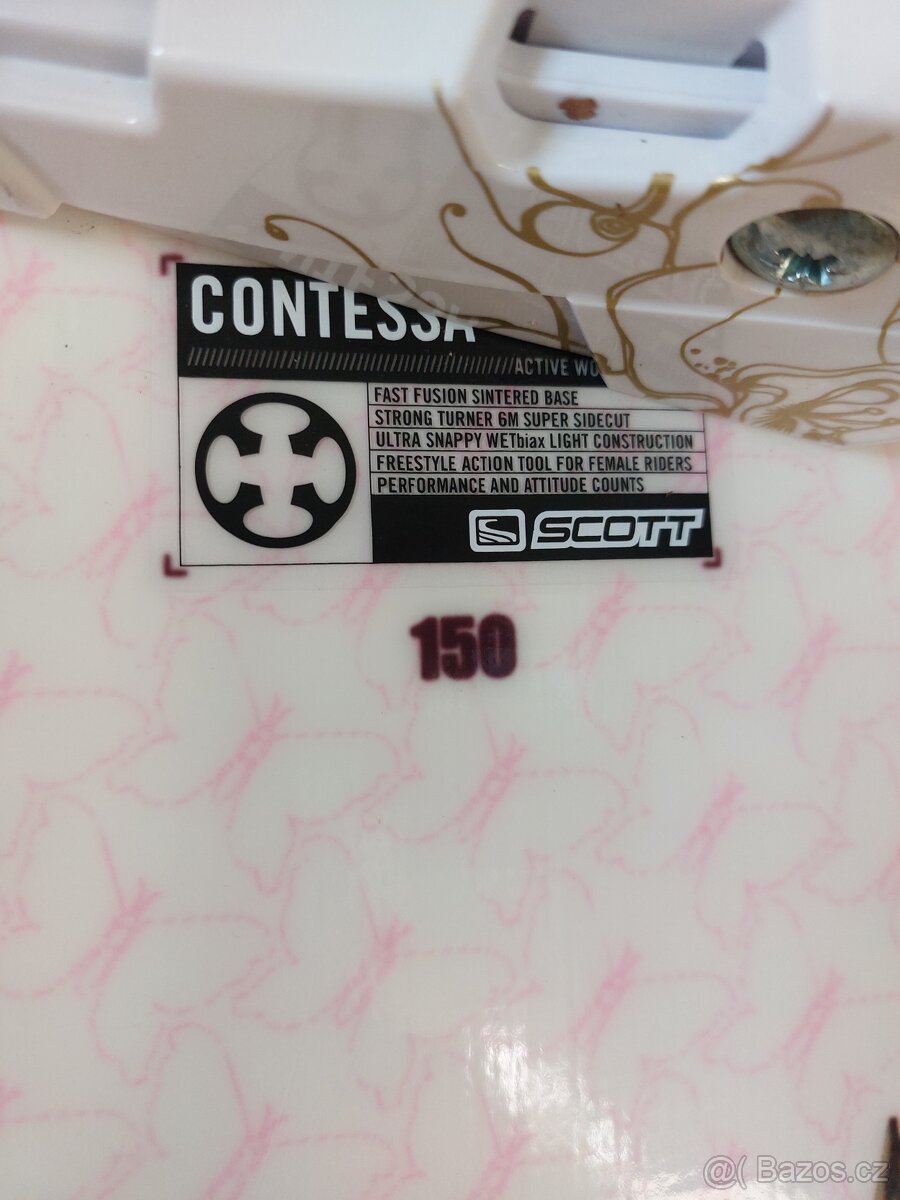 CONTESSA
ACTIVE
FAST FUSION SINTERED BASE
STRONG TURNER 6M SUPER SIDECUT
ULTRA SNAPPY WETbiax LIGHT CONSTRUCTION
FREESTYLE ACTION TOOL FOR FEMALE RIDERS
PERFORMANCE AND ATTITUDE COUNTS
SCOTT
150
@( Bazos.cz